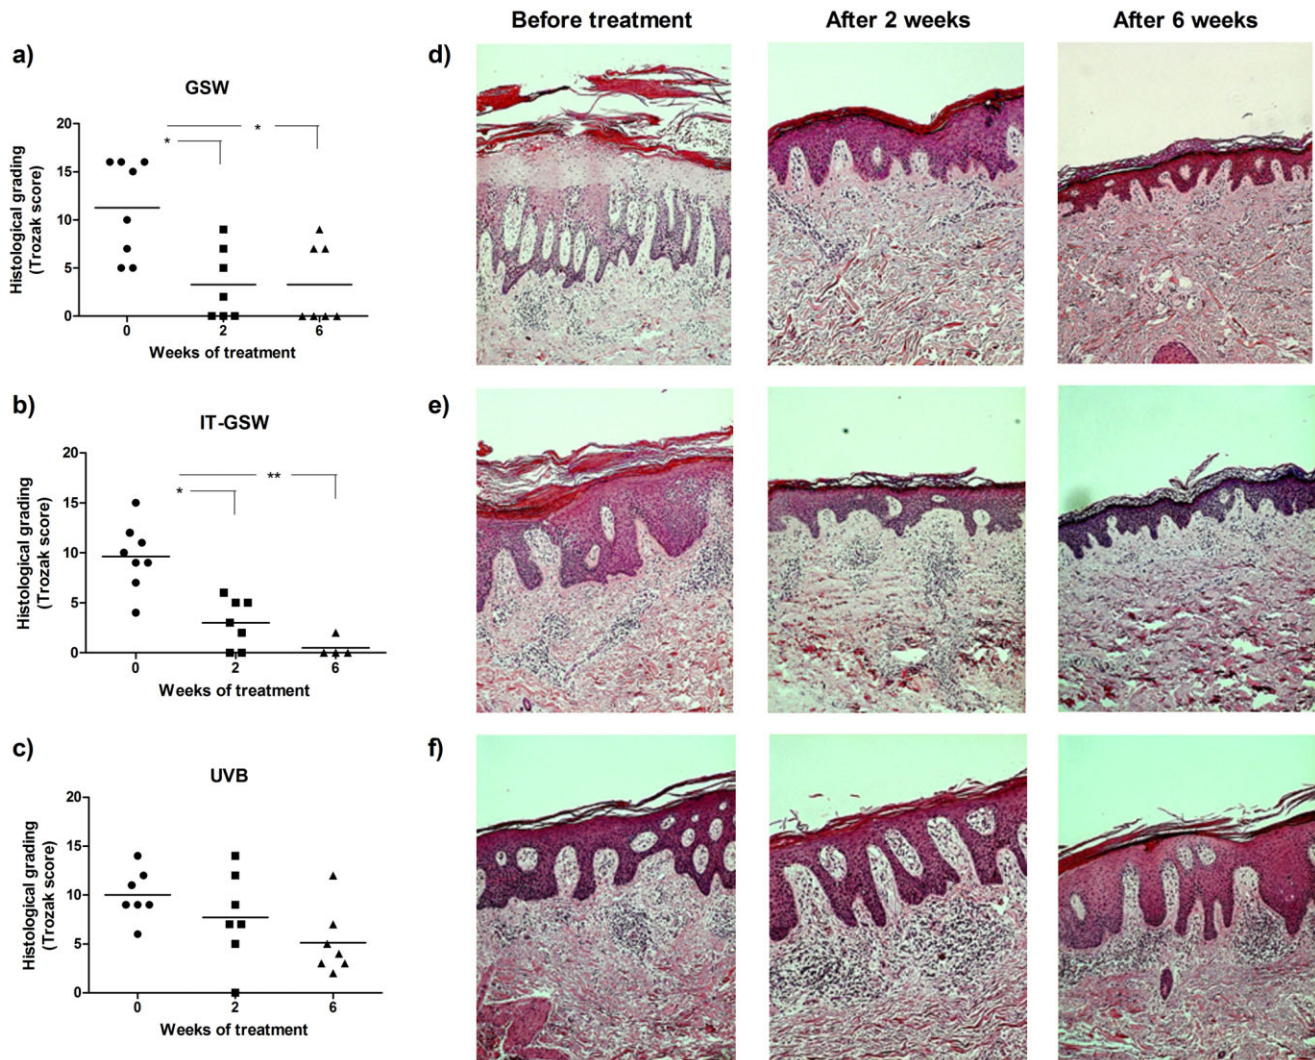 Before treatment After 2 weeks After 6 weeks
a)
GSW
Histological grading
(Trozak score)
20
15
10
5
0
* *
0 2 6
Weeks of treatment
d)
b)
IT-GSW
Histological grading
(Trozak score)
20
15
10
5
0
* **
0 2 6
Weeks of treatment
e)
c)
UVB
Histological grading
(Trozak score)
20
15
10
5
0
0 2 6
Weeks of treatment
f)